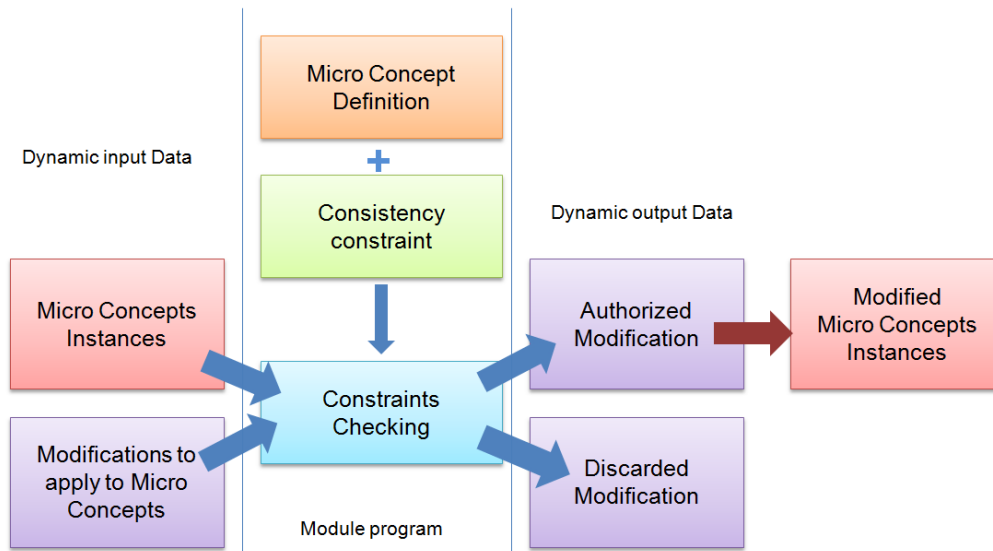 Micro Concept
Definition
Dynamic input Data
+
Consistency
constraint
Dynamic output Data
Micro Concepts
Instances
Authorized
Modification
Modified
Micro Concepts
Instances
Constraints
Checking
Modifications to
apply to Micro
Concepts
Discarded
Modification
Module program